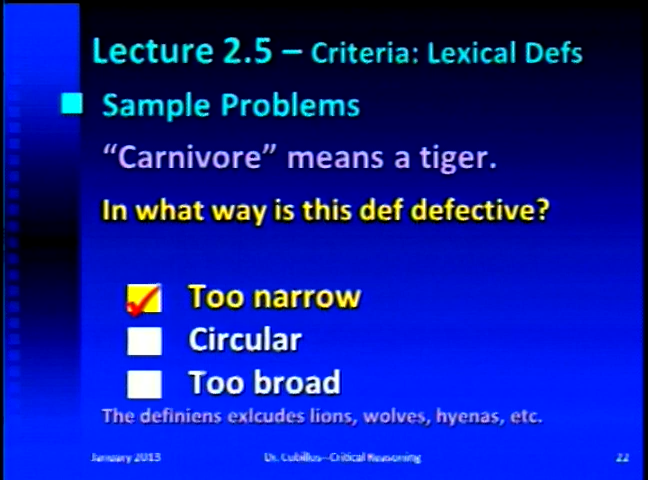 Lecture 2.5 – Criteria: Lexical Defs
Sample Problems
“Carnivore” means a tiger.
In what way is this def defective?
Too narrow
Circular
Too broad
The definiens exlcudes lions, wolves, hyenas, etc.
January 2013 Dr. Cubillos--Critical Reasoning 22